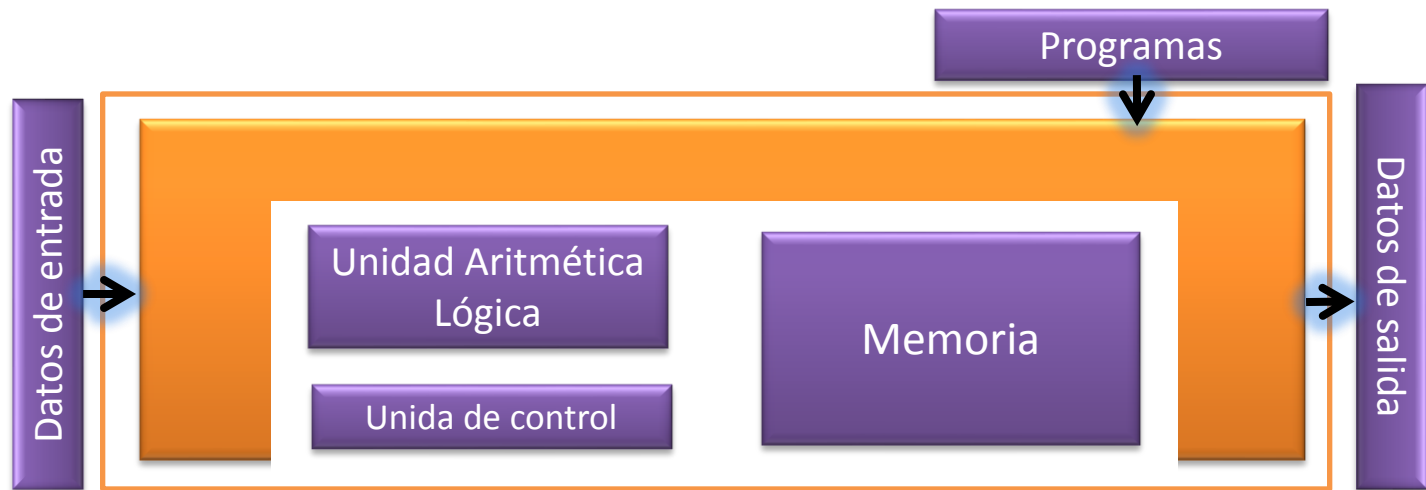 Programas
Datos de entrada
Unidad Aritmética
Lógica
Memoria
Unida de control
Datos de salida